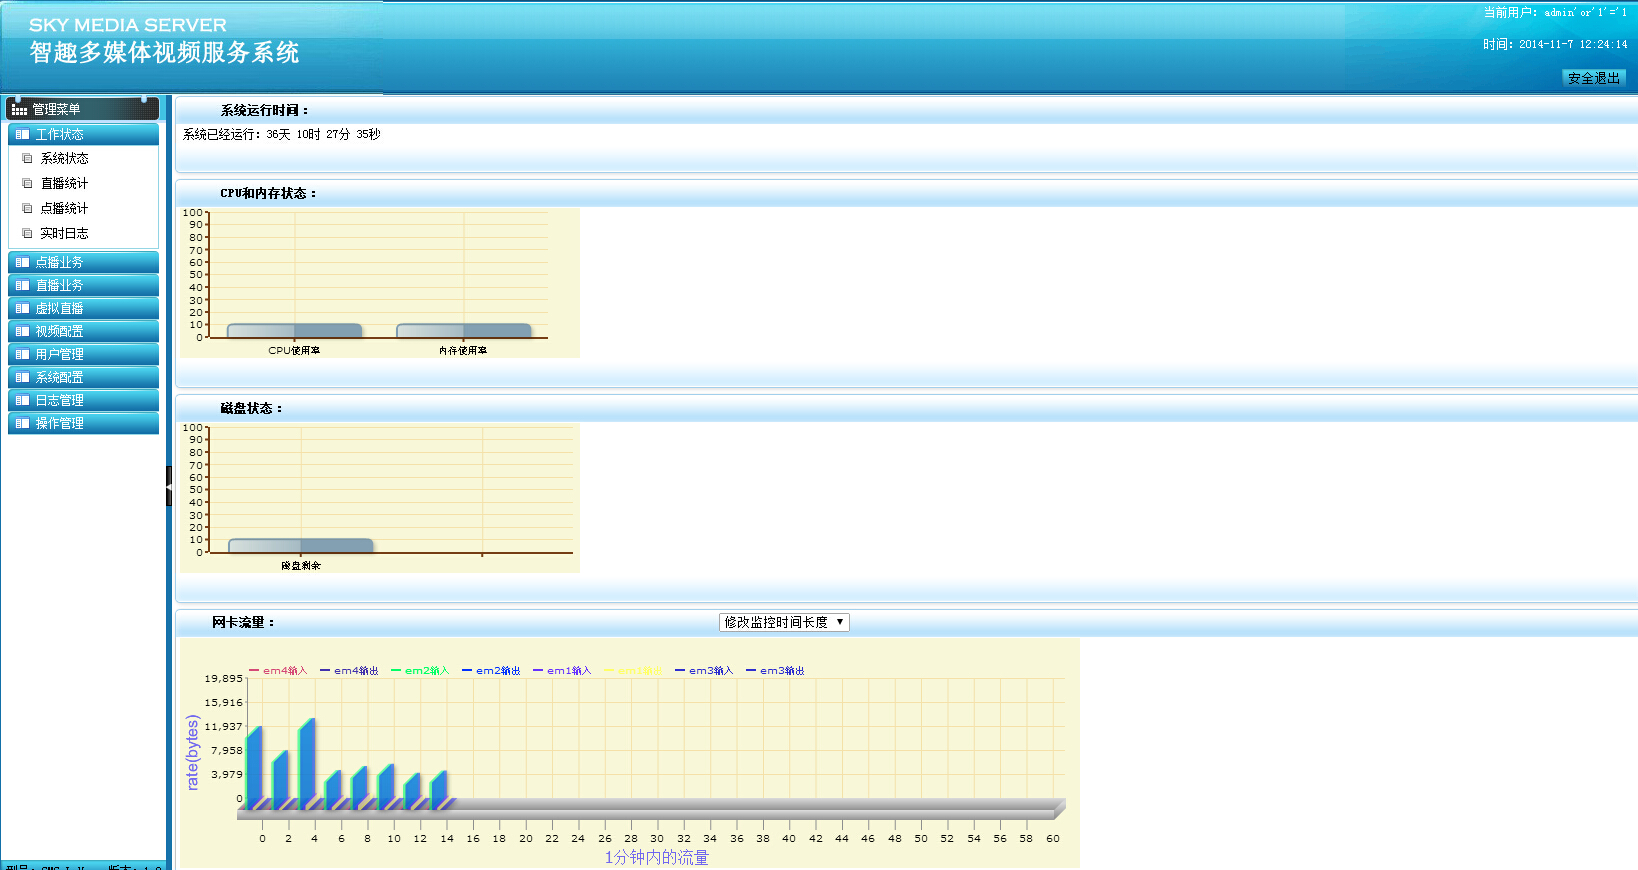 SKY MEDIA SERVER
智趣多媒体视频服务系统
当前用户: admin'or'1'='1
时间: 2014-11-7 12:24:14
安全退出
管理菜单
工作状态
系统状态
直播统计
点播统计
实时日志
点播业务
直播业务
虚拟直播
视频配置
用户管理
系统配置
日志管理
操作管理
系统运行时间：
系统已经运行: 36天 10时 27分 35秒
CPU和内存状态：
100
90
80
70
60
50
40
30
20
10
0
CPU使用率 内存使用率
磁盘状态：
100
90
80
70
60
50
40
30
20
10
0
磁盘剩余
网卡流量：
修改监控时间长度
em4输入 em4输出 em2输入 em2输出 em1输入 em1输出 em3输入 em3输出
19,895
15,916
11,937
7,958
3,979
0
rate(bytes)
0 2 4 6 8 10 12 14 16 18 20 22 24 26 28 30 32 34 36 38 40 42 44 46 48 50 52 54 56 58 60
1分钟内的流量